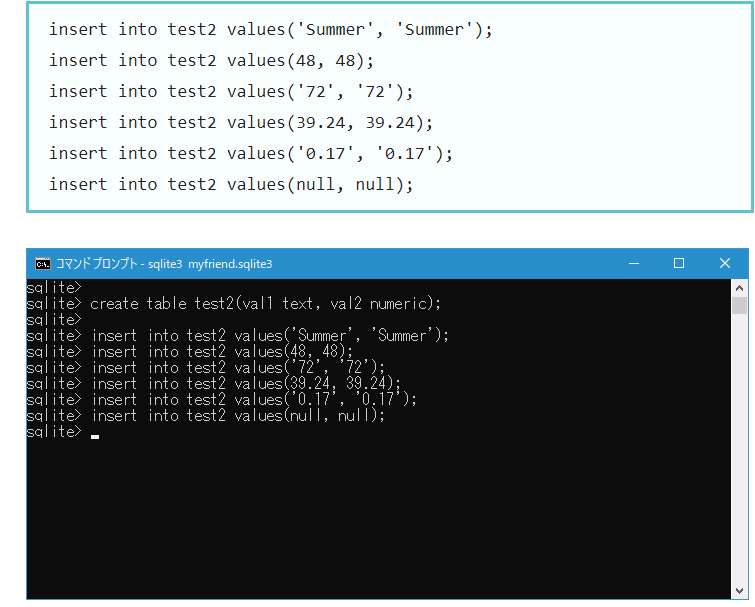 insert into test2 values('Summer', 'Summer');
insert into test2 values(48, 48);
insert into test2 values('72', '72');
insert into test2 values(39.24, 39.24);
insert into test2 values('0.17', '0.17');
insert into test2 values(null, null);
コマンド プロンプト - sqlite3 myfriend.sqlite3
sqlite>
sqlite> create table test2(val1 text, val2 numeric);
sqlite>
sqlite> insert into test2 values('Summer', 'Summer');
sqlite> insert into test2 values(48, 48);
sqlite> insert into test2 values('72', '72');
sqlite> insert into test2 values(39.24, 39.24);
sqlite> insert into test2 values('0.17', '0.17');
sqlite> insert into test2 values(null, null);
sqlite>